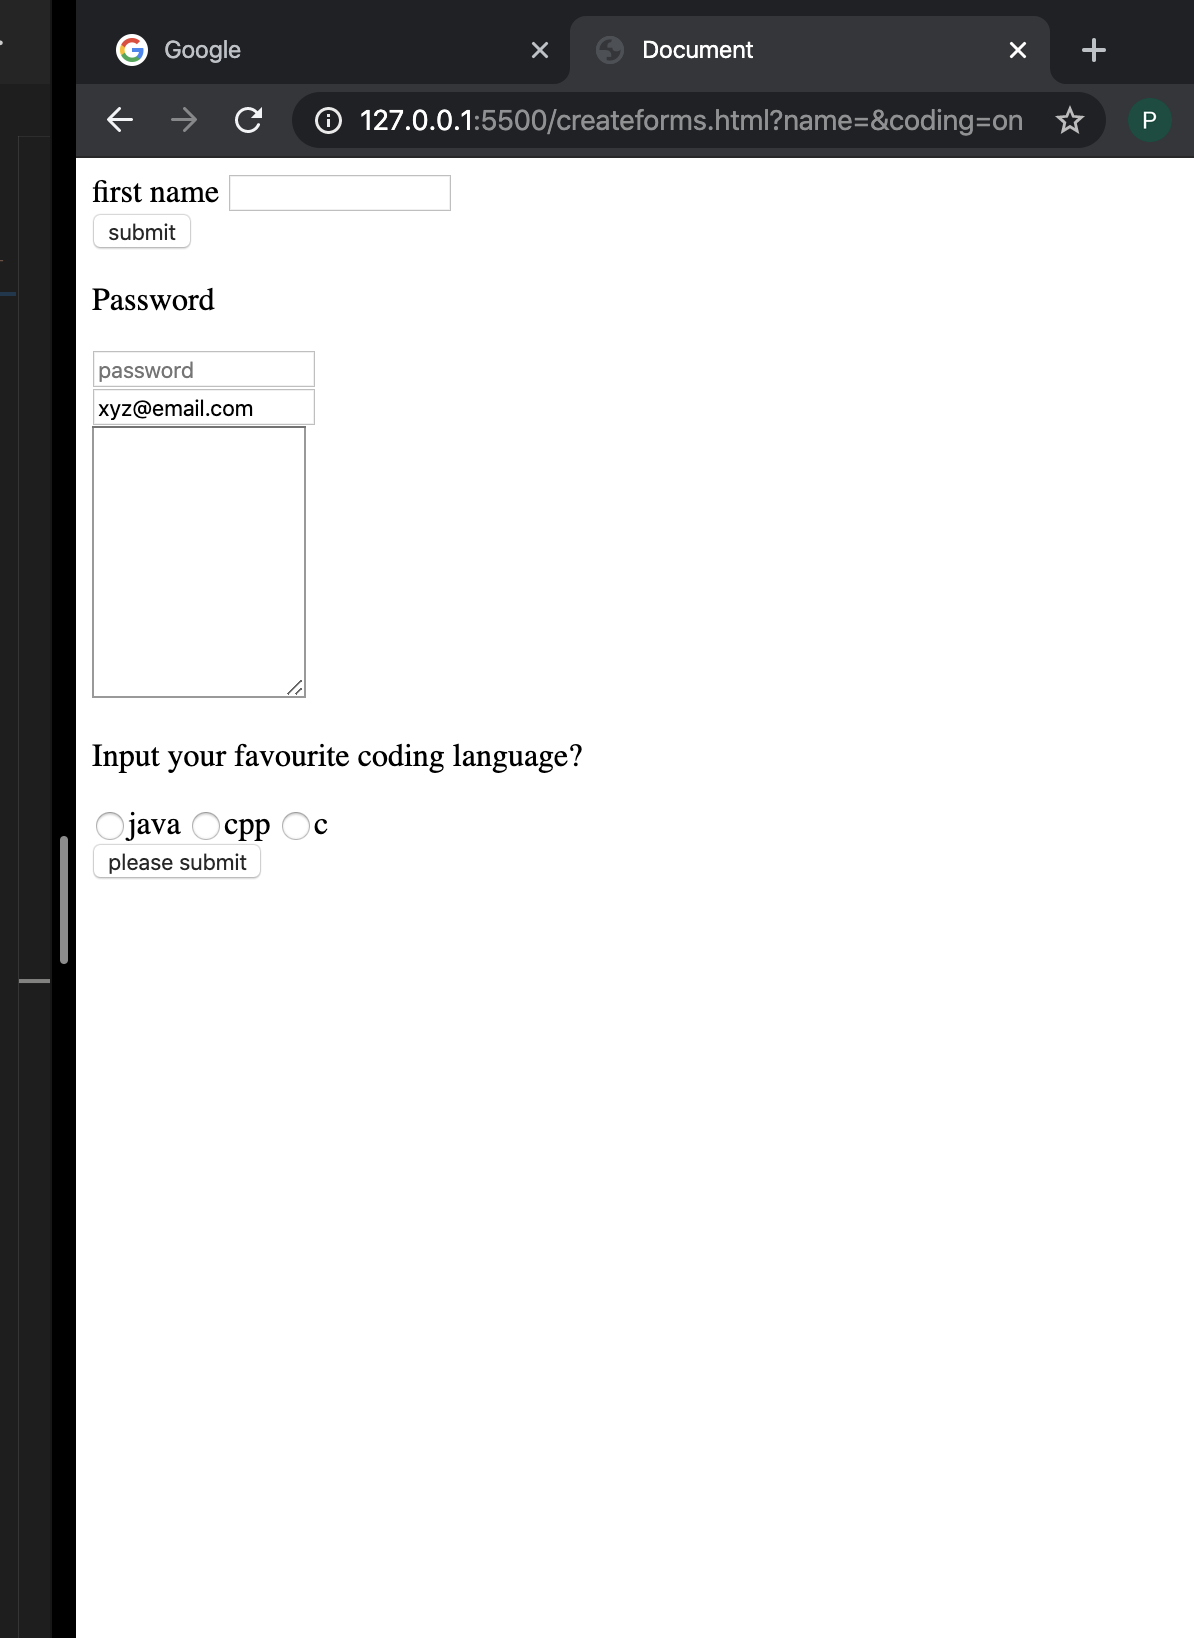 Google
Document
127.0.0.1:5500/createforms.html?name=&coding=on
P
first name
submit
Password
password
xyz@email.com
Input your favourite coding language?
java cpp c
please submit